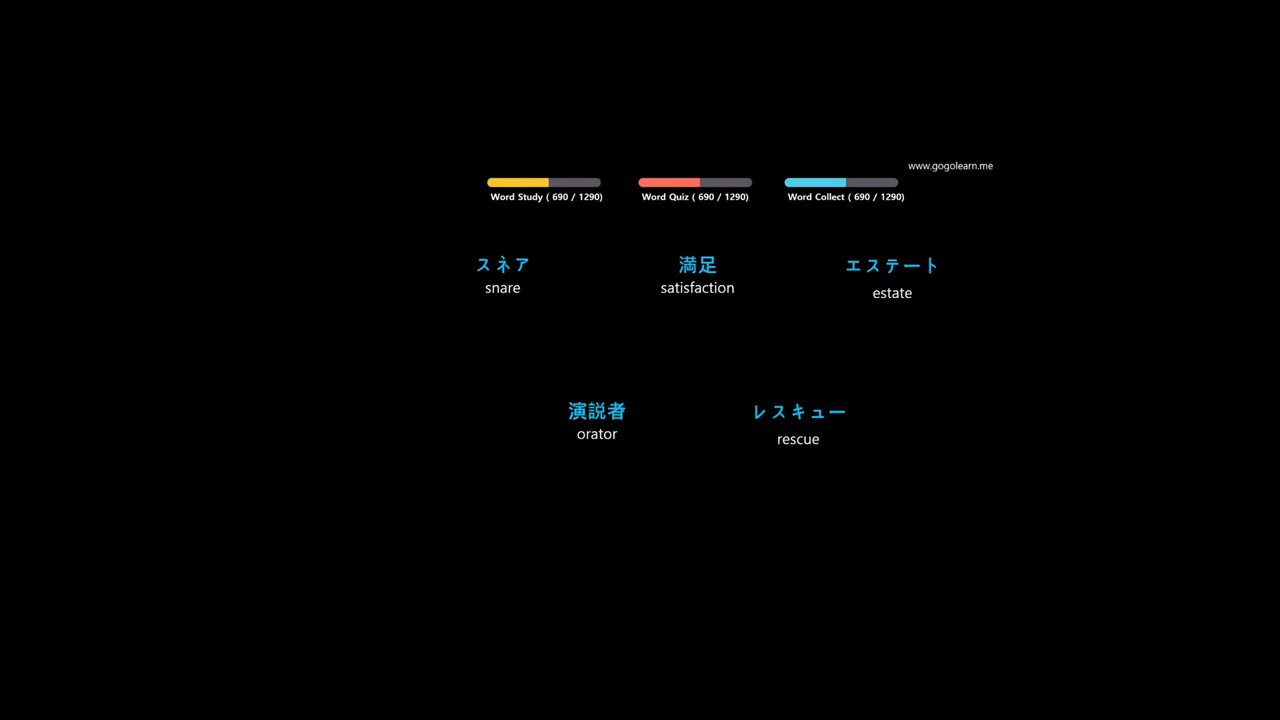 www.gogolearn.me
Word Study ( 690 / 1290)
Word Quiz ( 690 / 1290)
Word Collect ( 690 / 1290)
スネア
snare
満足
satisfaction
エステート
estate
演説者
orator
レスキュー
rescue